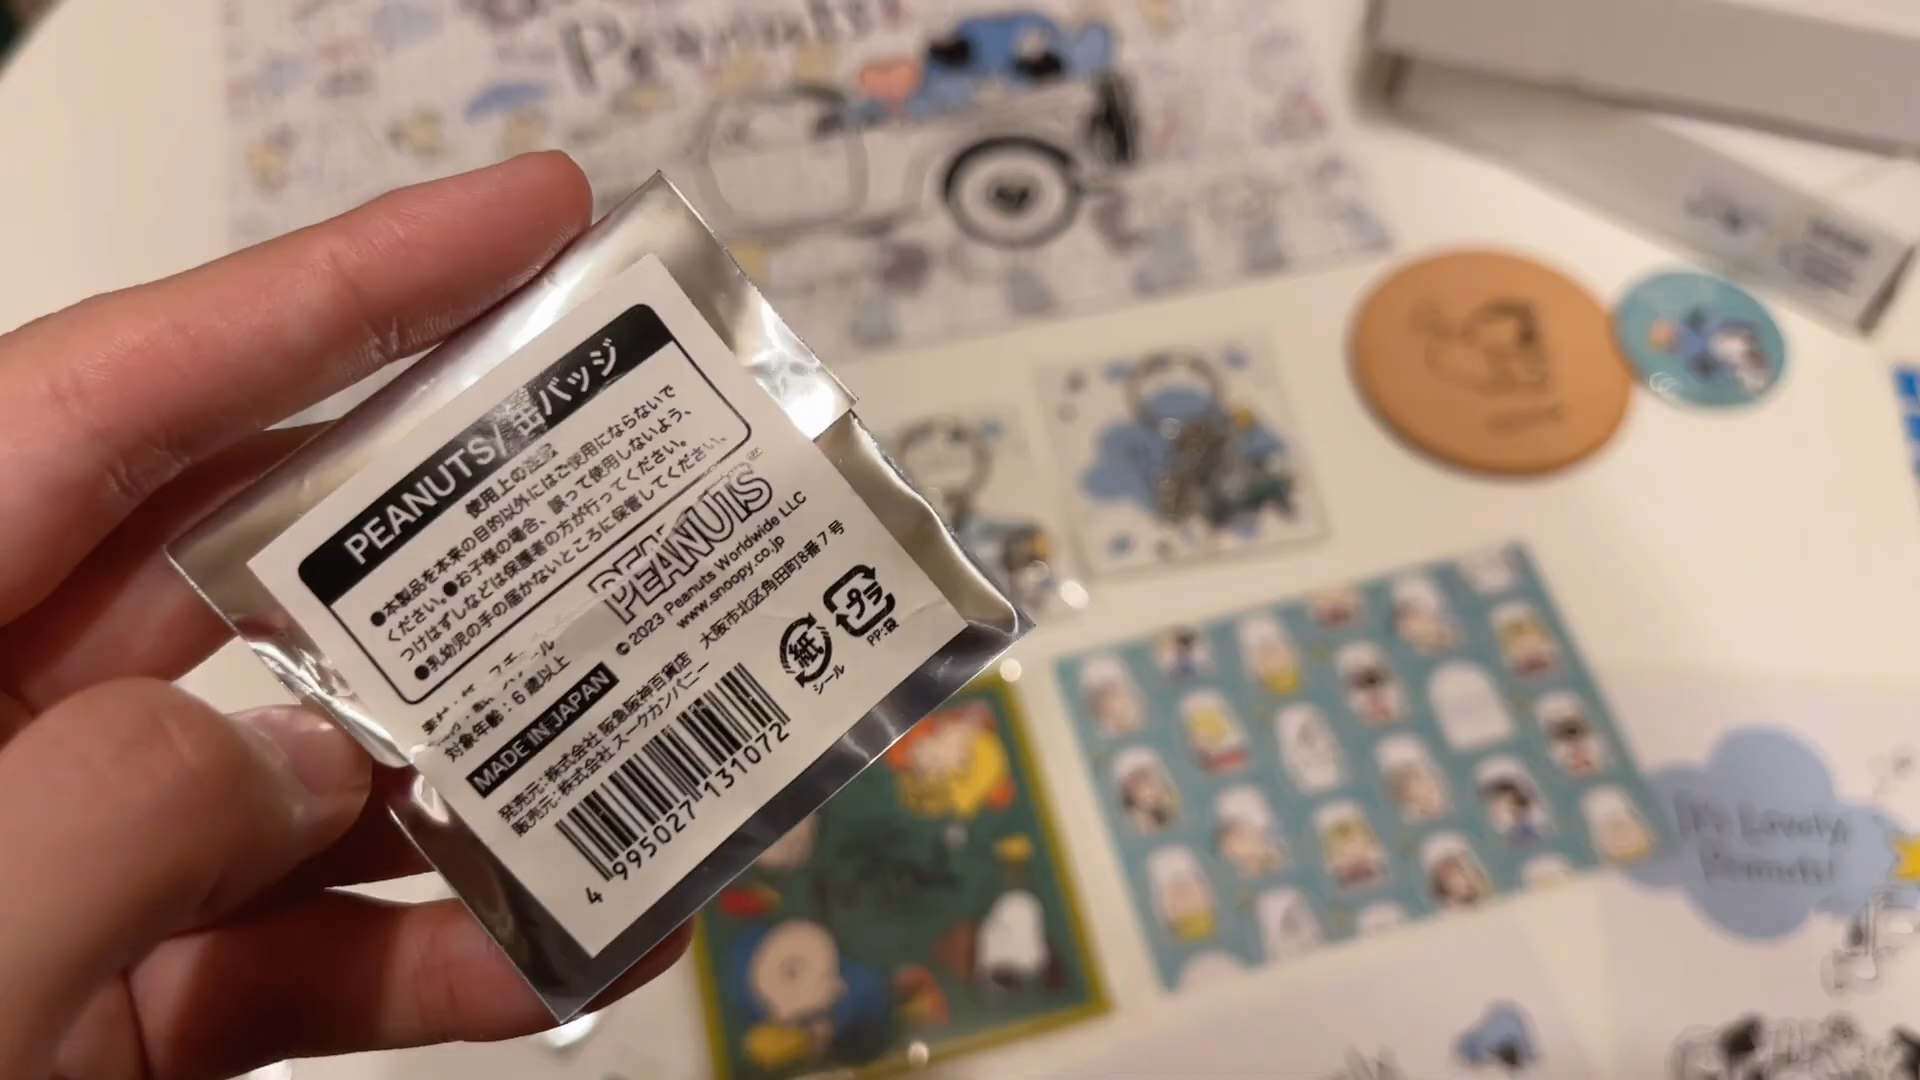 Peanuts
PEANUTS/缶バッジ
使用上の注意
●本製品を本来の目的以外にはご使用にならないで
ください。●お子様の場合、誤って使用しないよう、
つけはずしなどは保護者の方が行ってください。
●乳幼児の手の届かないところに保管してください。
PEANUTS
©2023 Peanuts Worldwide LLC
www.snoopy.co.jp
対象年齢：6歳以上
MADE IN JAPAN
発売元：株式会社 阪急阪神百貨店 大阪市北区角田町8番7号
販売元：株式会社 スークカンパニー
紙
シール
プラ
PP:袋
4 995027 131072
It's Lovely,
Peanuts!